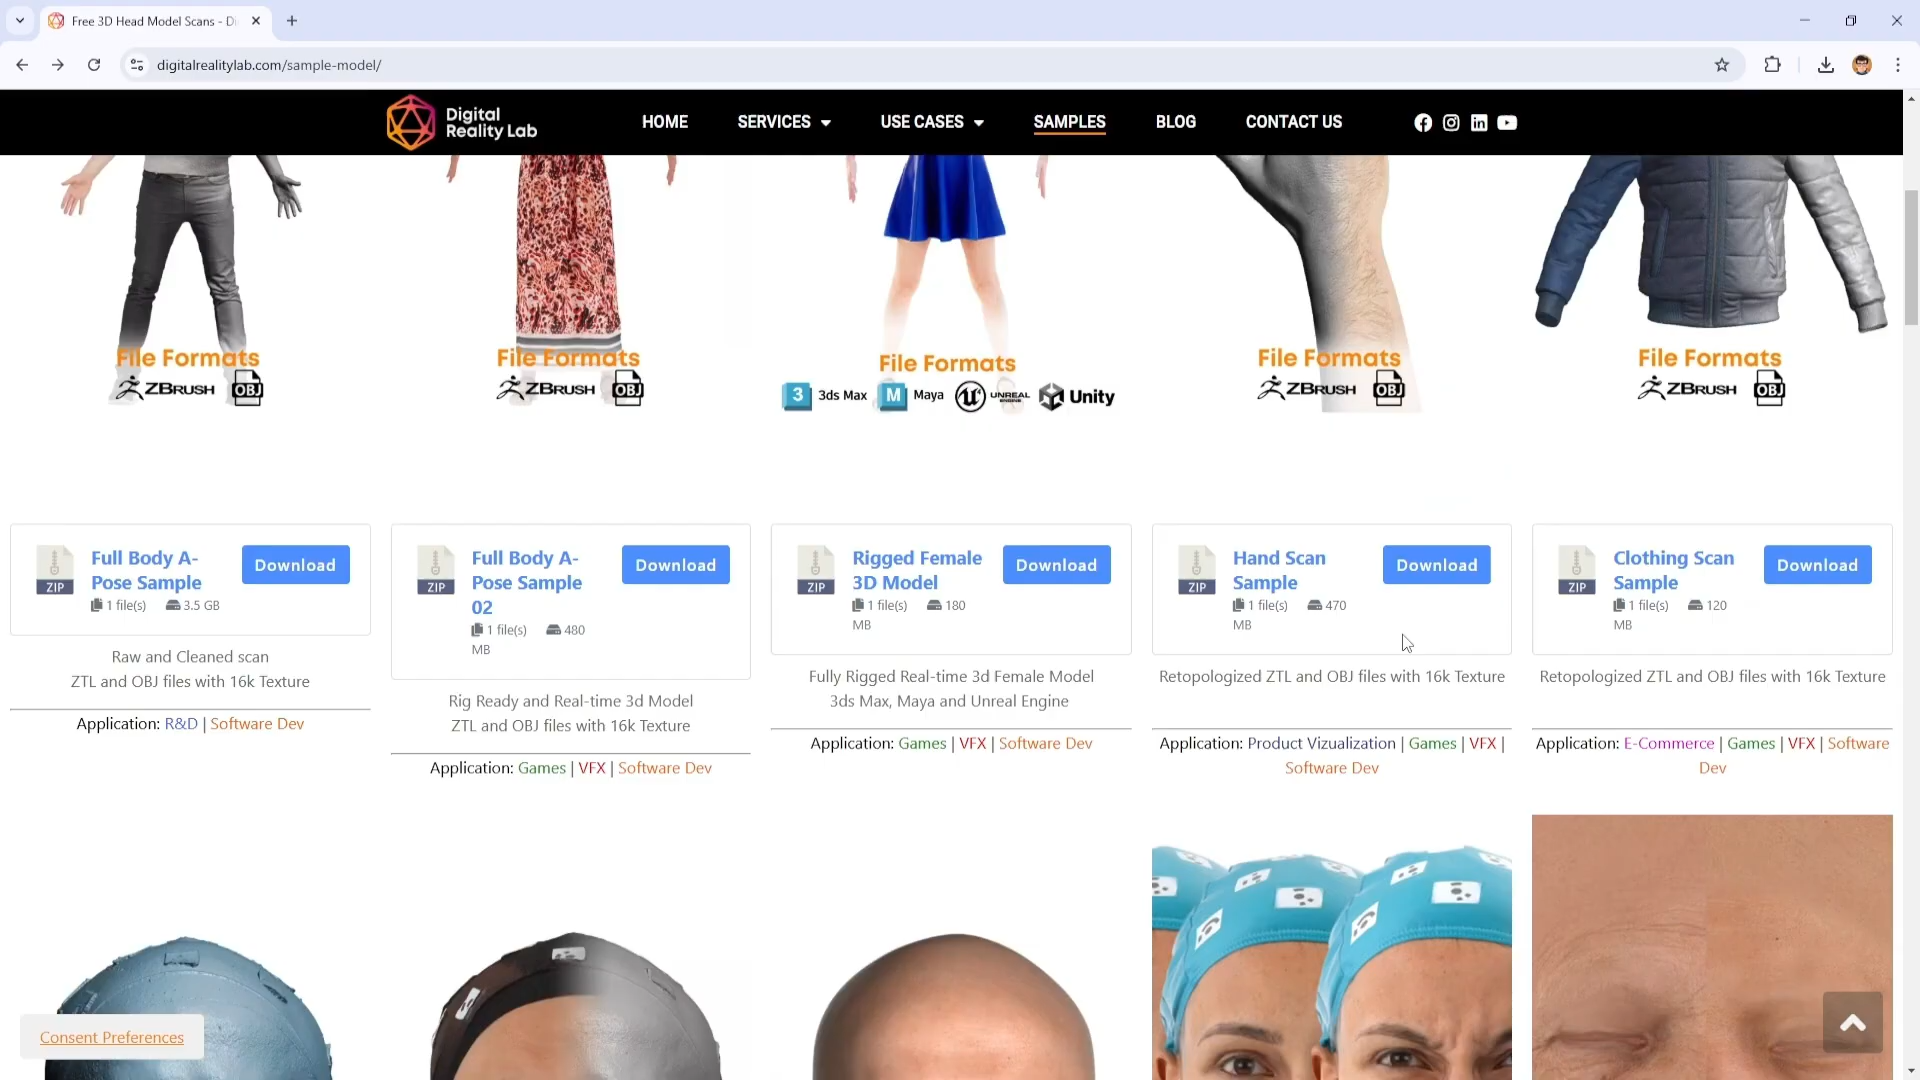 Free 3D Head Model Scans - Di
digitalrealitylab.com/sample-model/
Digital
Reality Lab
HOME
SERVICES
USE CASES
SAMPLES
BLOG
CONTACT US
File Formats
ZBRUSH OBJ
File Formats
ZBRUSH OBJ
File Formats
3 3ds Max M Maya UNREAL ENGINE Unity
File Formats
ZBRUSH OBJ
File Formats
ZBRUSH OBJ
ZIP
Full Body A-
Pose Sample
1 file(s) 3.5 GB
Download
Raw and Cleaned scan
ZTL and OBJ files with 16k Texture
Application: R&D | Software Dev
ZIP
Full Body A-
Pose Sample
02
1 file(s) 480
MB
Download
Rig Ready and Real-time 3d Model
ZTL and OBJ files with 16k Texture
Application: Games | VFX | Software Dev
ZIP
Rigged Female
3D Model
1 file(s) 180
MB
Download
Fully Rigged Real-time 3d Female Model
3ds Max, Maya and Unreal Engine
Application: Games | VFX | Software Dev
ZIP
Hand Scan
Sample
1 file(s) 470
MB
Download
Retopologized ZTL and OBJ files with 16k Texture
Application: Product Vizualization | Games | VFX |
Software Dev
ZIP
Clothing Scan
Sample
1 file(s) 120
MB
Download
Retopologized ZTL and OBJ files with 16k Texture
Application: E-Commerce | Games | VFX | Software
Dev
Consent Preferences